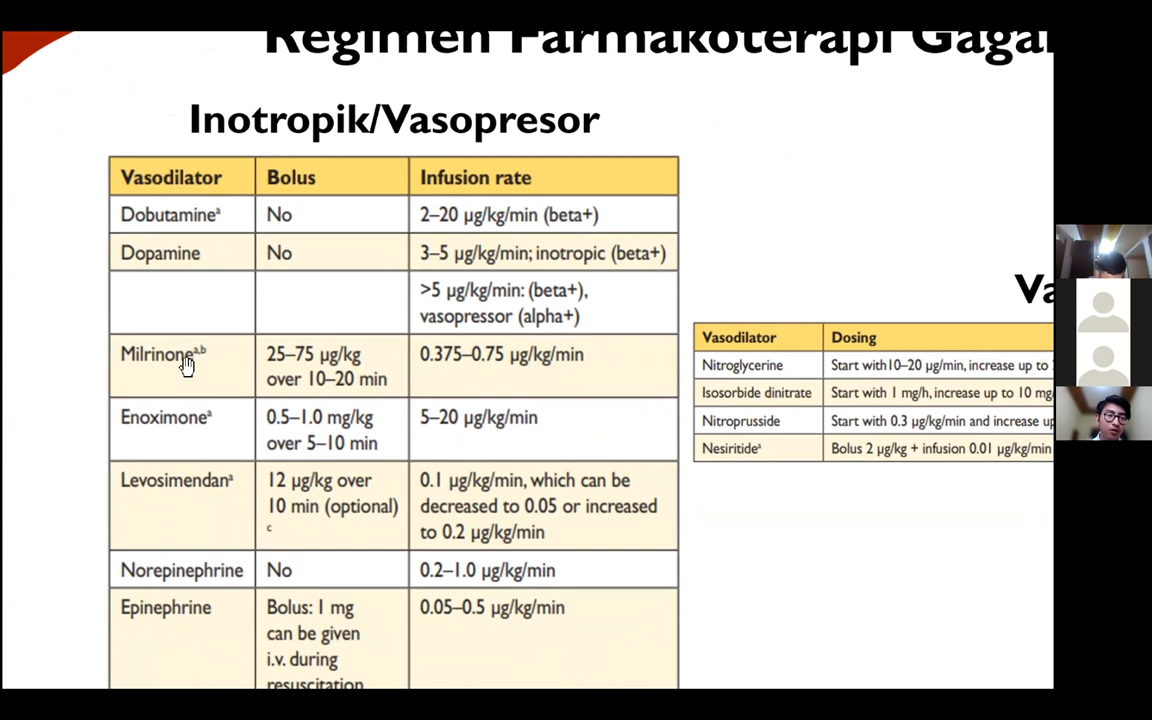 Regimen Farmakoterapi Gagal
Inotropik/Vasopresor
Vasodilator Bolus Infusion rate
Dobutamineᵃ No 2–20 µg/kg/min (beta+)
Dopamine No 3–5 µg/kg/min; inotropic (beta+)
>5 µg/kg/min: (beta+),
vasopressor (alpha+)
Milrinoneᵃ,ᵇ 25–75 µg/kg 0.375–0.75 µg/kg/min
over 10–20 min
Enoximoneᵃ 0.5–1.0 mg/kg 5–20 µg/kg/min
over 5–10 min
Levosimendanᵃ 12 µg/kg over 0.1 µg/kg/min, which can be
10 min (optional) decreased to 0.05 or increased
c to 0.2 µg/kg/min
Norepinephrine No 0.2–1.0 µg/kg/min
Epinephrine Bolus: 1 mg 0.05–0.5 µg/kg/min
can be given
i.v. during
resuscitation
Va
Vasodilator Dosing
Nitroglycerine Start with 10–20 µg/min, increase up to
Isosorbide dinitrate Start with 1 mg/h, increase up to 10 mg
Nitroprusside Start with 0.3 µg/kg/min and increase up
Nesiritideᵃ Bolus 2 µg/kg + infusion 0.01 µg/kg/min